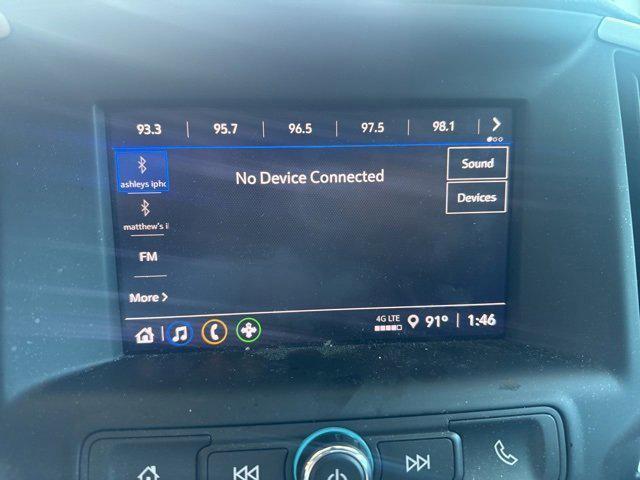 93.3 | 95.7 | 96.5 | 97.5 | 98.1
No Device Connected
Sound
ashleys ipho
Devices
matthew's i
FM
More
4G LTE
91° | 1:46